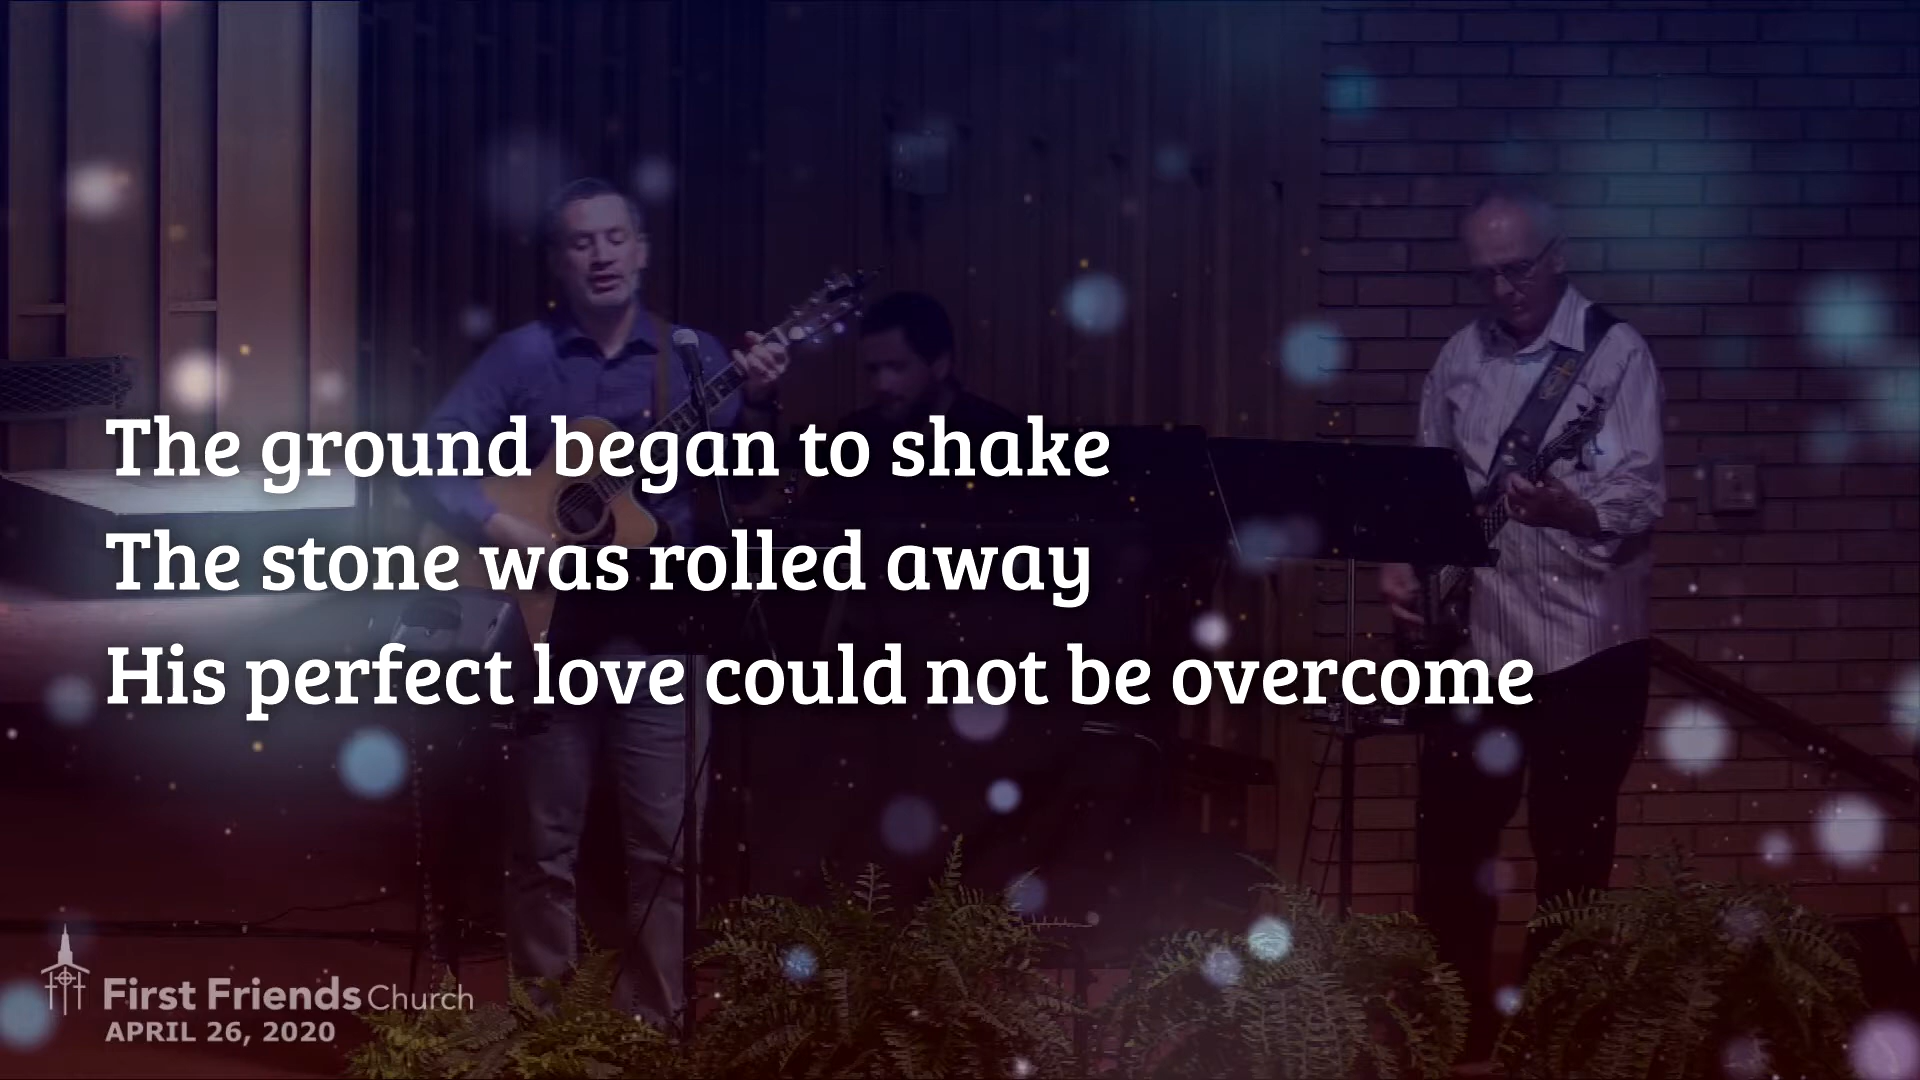 The ground began to shake
The stone was rolled away
His perfect love could not be overcome
First Friends Church
APRIL 26, 2020